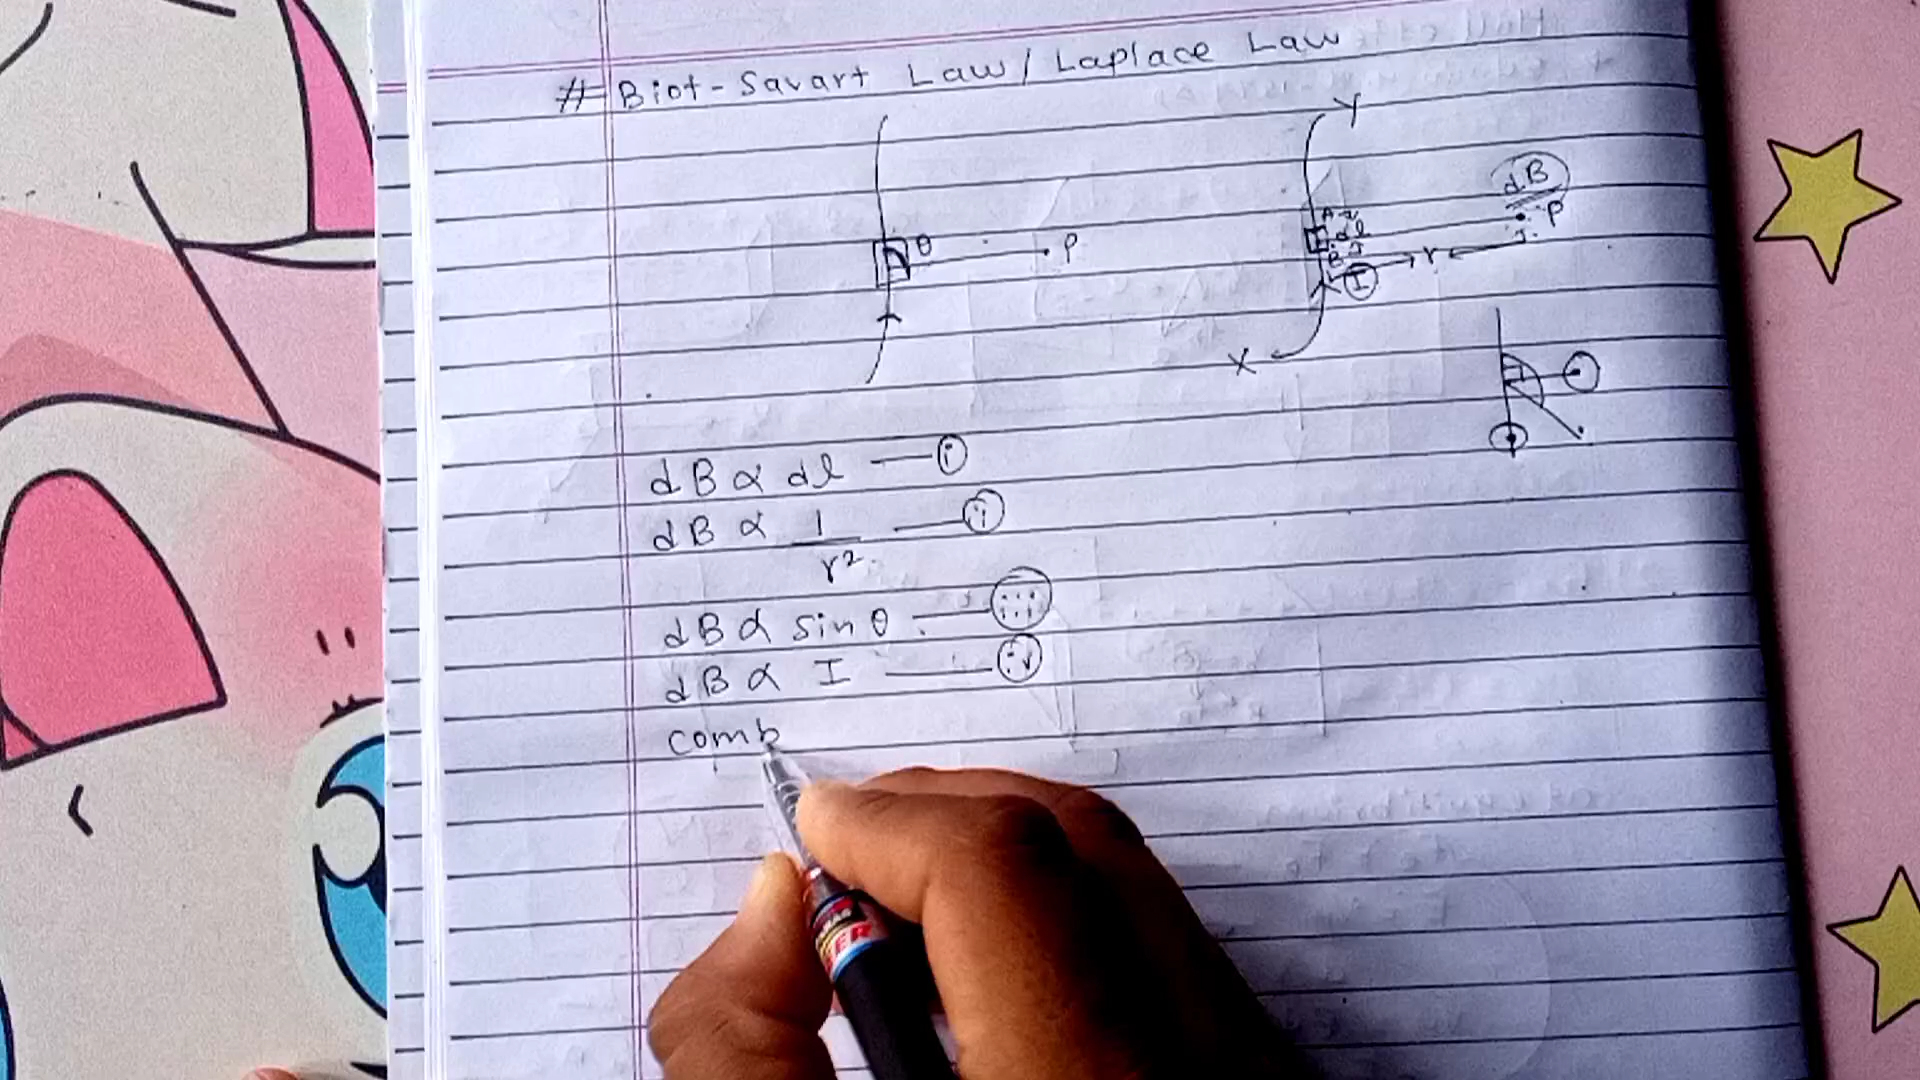 # Biot-Savart Law/Laplace Law
Y
dB
P
θ
P
A
dl
B
r
I
X
dB ∝ dl —(i)
dB ∝ 1/r² —(ii)
dB ∝ sin θ —(iii)
dB ∝ I —(iv)
comb